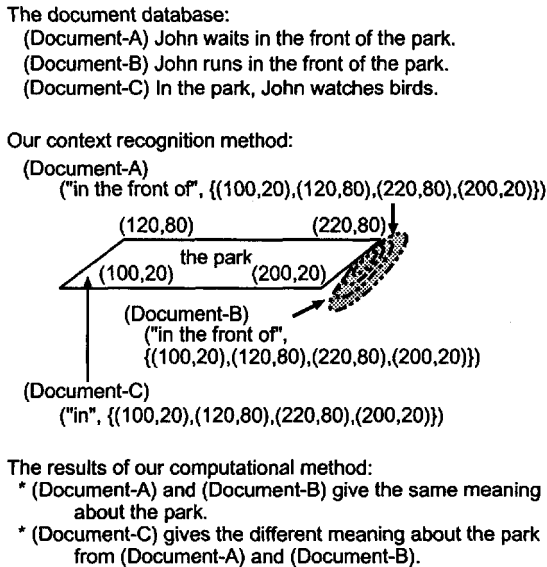 The document database:
(Document-A) John waits in the front of the park.
(Document-B) John runs in the front of the park.
(Document-C) In the park, John watches birds.
Our context recognition method:
(Document-A)
("in the front of", {(100,20),(120,80),(220,80),(200,20)})
(120,80) (220,80)
the park
(100,20) (200,20)
(Document-B)
("in the front of",
{(100,20),(120,80),(220,80),(200,20)})
(Document-C)
("in", {(100,20),(120,80),(220,80),(200,20)})
The results of our computational method:
* (Document-A) and (Document-B) give the same meaning
about the park.
* (Document-C) gives the different meaning about the park
from (Document-A) and (Document-B).